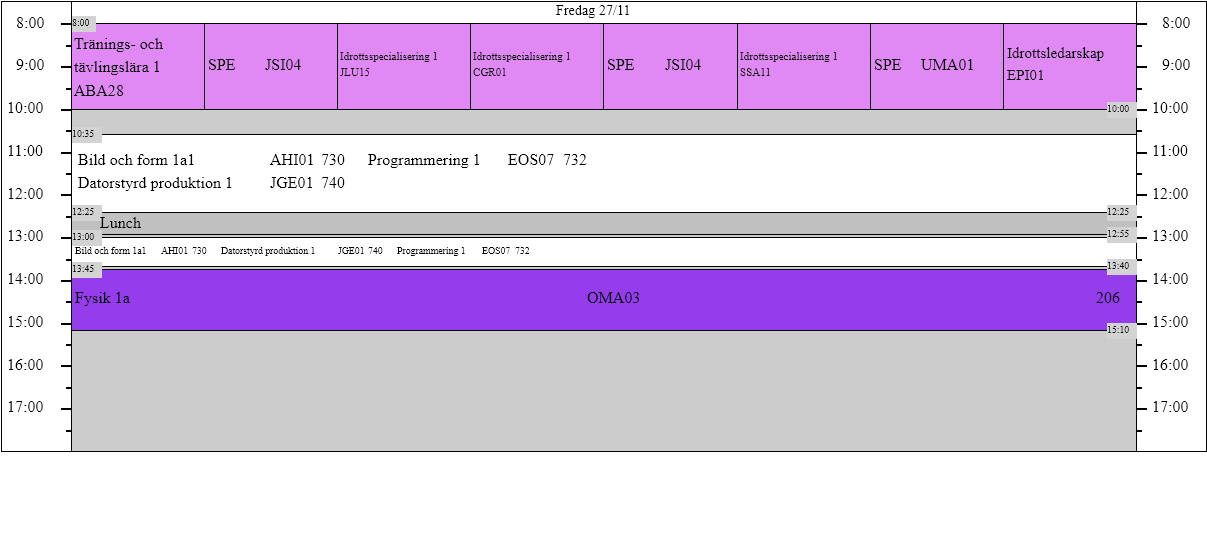 Fredag 27/11
8:00 8:00 8:00
Tränings- och
tävlingslära 1
ABA28
SPE JSI04
Idrottsspecialisering 1
JLU15
Idrottsspecialisering 1
CGR01
SPE JSI04
Idrottsspecialisering 1
SSA11
SPE UMA01
Idrottsledarskap
EPI01
9:00 9:00
10:00 10:00 10:00
10:35
11:00 11:00
Bild och form 1a1 AHI01 730 Programmering 1 EOS07 732
Datorstyrd produktion 1 JGE01 740
12:00 12:00
12:25 12:25
Lunch
13:00 13:00 12:55 13:00
Bild och form 1a1 AHI01 730 Datorstyrd produktion 1 JGE01 740 Programmering 1 EOS07 732
13:45 13:40
14:00 14:00
Fysik 1a OMA03 206
15:00 15:00
15:10
16:00 16:00
17:00 17:00